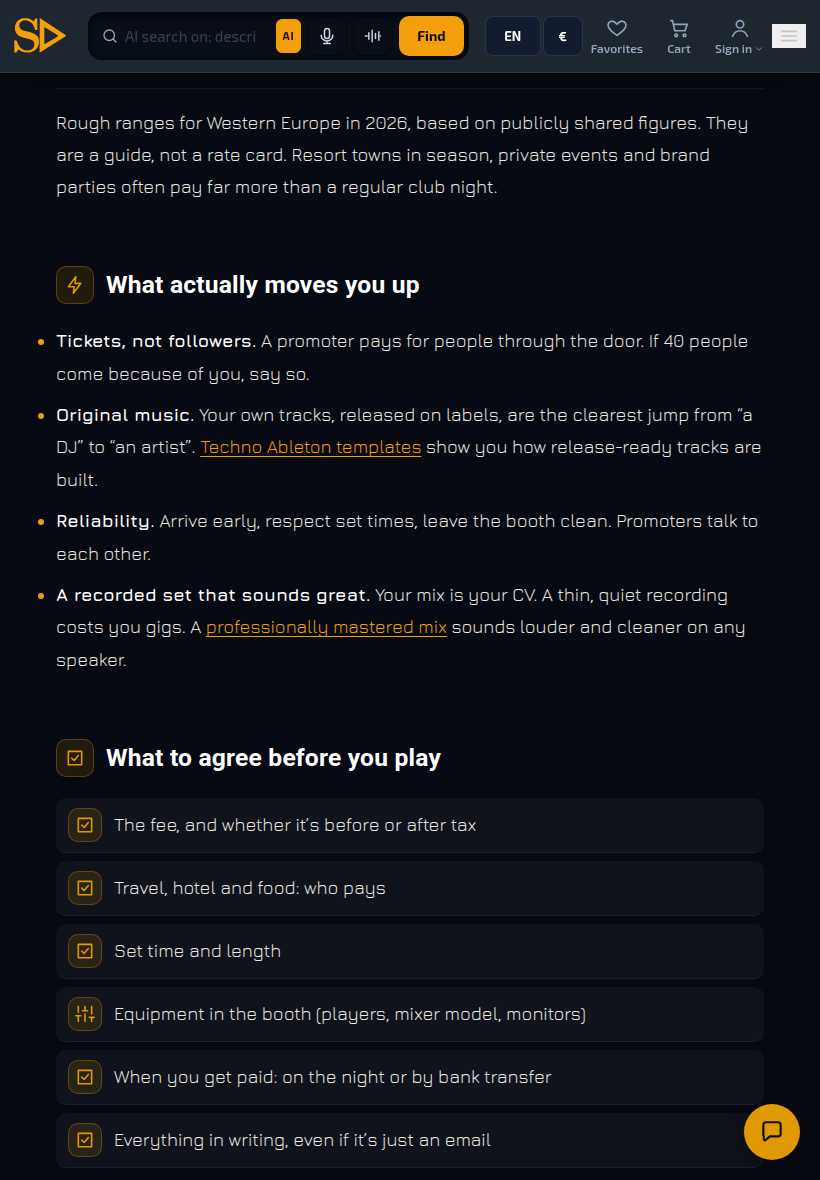 S
AI search on: descri
AI
Find
EN
€
Favorites
Cart
Sign in
Rough ranges for Western Europe in 2026, based on publicly shared figures. They
are a guide, not a rate card. Resort towns in season, private events and brand
parties often pay far more than a regular club night.
What actually moves you up
Tickets, not followers. A promoter pays for people through the door. If 40 people
come because of you, say so.
Original music. Your own tracks, released on labels, are the clearest jump from “a
DJ” to “an artist”. Techno Ableton templates show you how release-ready tracks are
built.
Reliability. Arrive early, respect set times, leave the booth clean. Promoters talk to
each other.
A recorded set that sounds great. Your mix is your CV. A thin, quiet recording
costs you gigs. A professionally mastered mix sounds louder and cleaner on any
speaker.
What to agree before you play
The fee, and whether it’s before or after tax
Travel, hotel and food: who pays
Set time and length
Equipment in the booth (players, mixer model, monitors)
When you get paid: on the night or by bank transfer
Everything in writing, even if it’s just an email